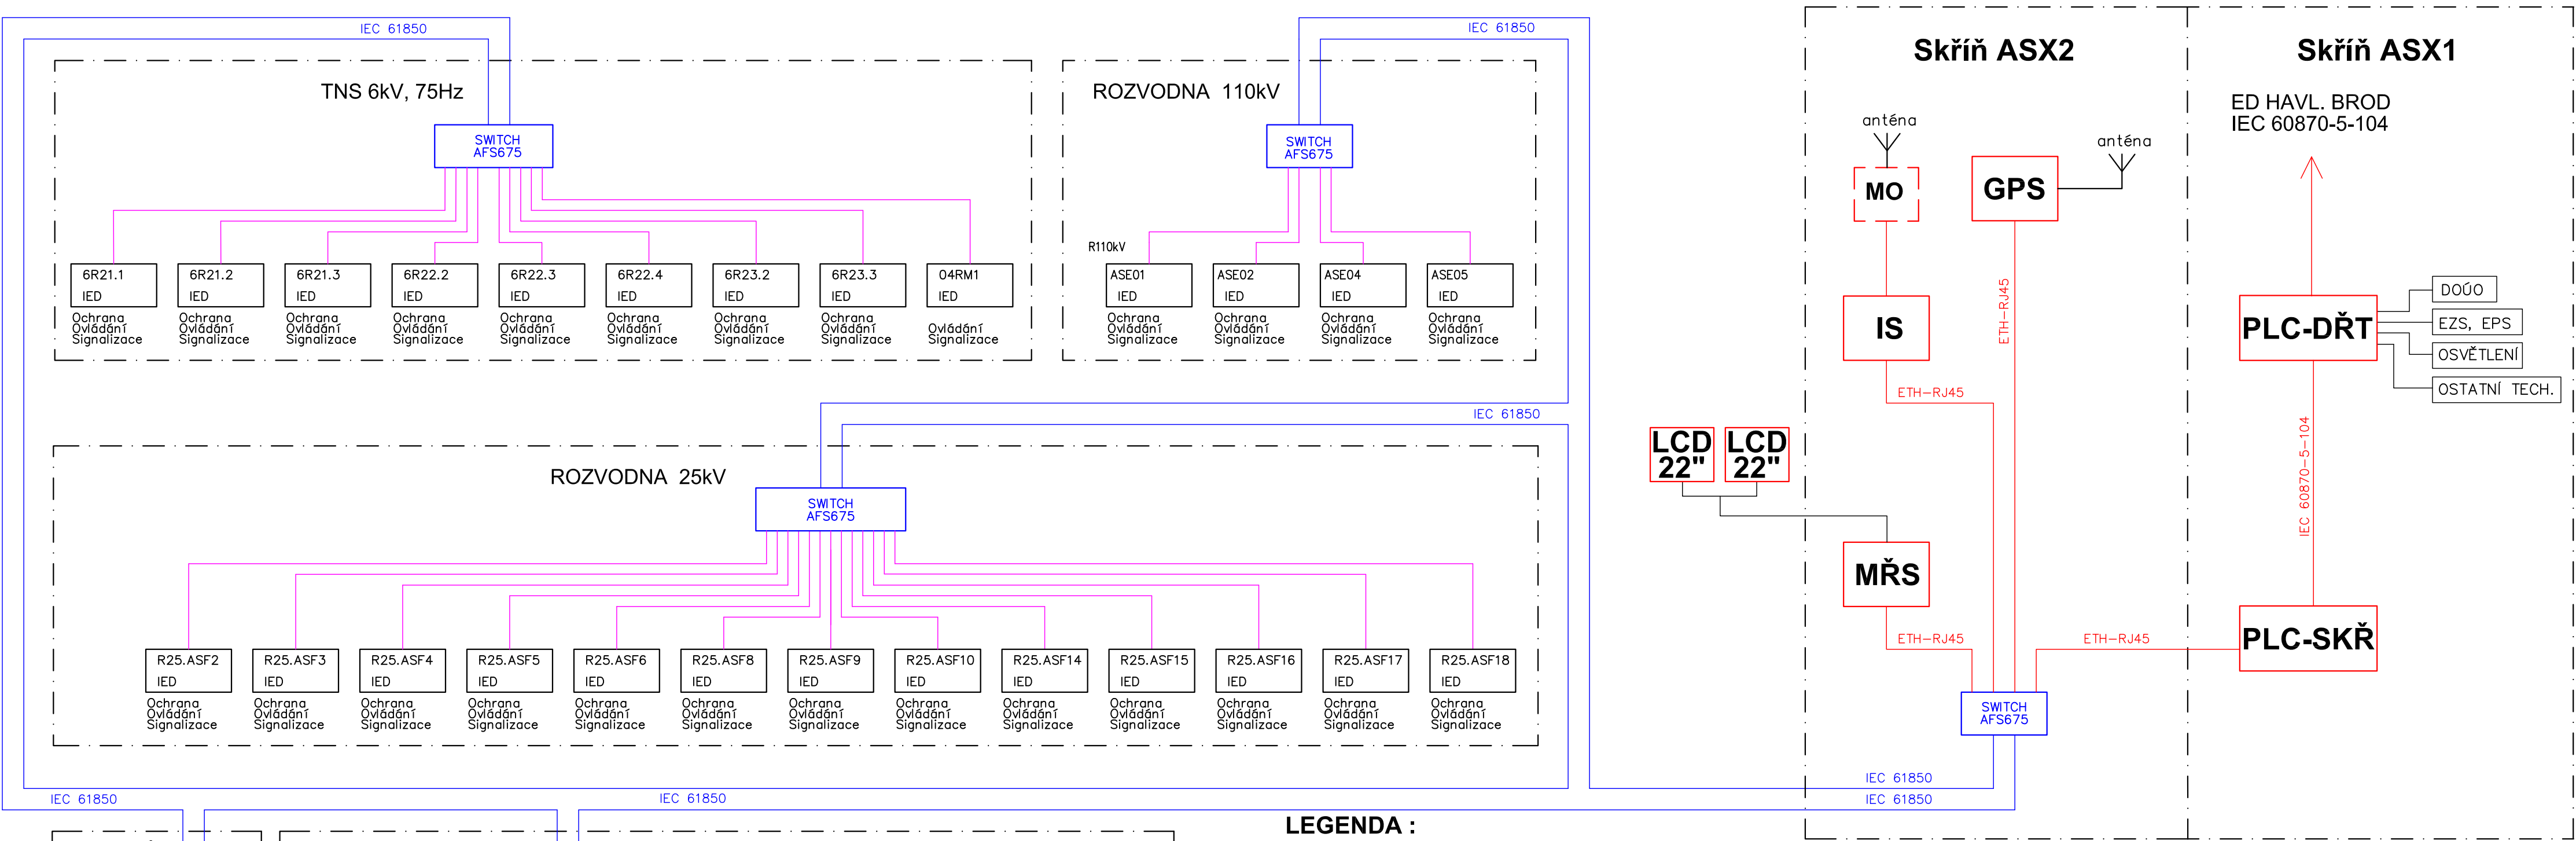 IEC 61850
TNS 6kV, 75Hz
SWITCH
AFS675
6R21.1
IED
Ochrana
Ovládání
Signalizace
6R21.2
IED
Ochrana
Ovládání
Signalizace
6R21.3
IED
Ochrana
Ovládání
Signalizace
6R22.2
IED
Ochrana
Ovládání
Signalizace
6R22.3
IED
Ochrana
Ovládání
Signalizace
6R22.4
IED
Ochrana
Ovládání
Signalizace
6R23.2
IED
Ochrana
Ovládání
Signalizace
6R23.3
IED
Ochrana
Ovládání
Signalizace
04RM1
IED
Ovládání
Signalizace
IEC 61850
ROZVODNA 110kV
SWITCH
AFS675
R110kV
ASE01
IED
Ochrana
Ovládání
Signalizace
ASE02
IED
Ochrana
Ovládání
Signalizace
ASE04
IED
Ochrana
Ovládání
Signalizace
ASE05
IED
Ochrana
Ovládání
Signalizace
IEC 61850
ROZVODNA 25kV
SWITCH
AFS675
R25.ASF2
IED
Ochrana
Ovládání
Signalizace
R25.ASF3
IED
Ochrana
Ovládání
Signalizace
R25.ASF4
IED
Ochrana
Ovládání
Signalizace
R25.ASF5
IED
Ochrana
Ovládání
Signalizace
R25.ASF6
IED
Ochrana
Ovládání
Signalizace
R25.ASF8
IED
Ochrana
Ovládání
Signalizace
R25.ASF9
IED
Ochrana
Ovládání
Signalizace
R25.ASF10
IED
Ochrana
Ovládání
Signalizace
R25.ASF14
IED
Ochrana
Ovládání
Signalizace
R25.ASF15
IED
Ochrana
Ovládání
Signalizace
R25.ASF16
IED
Ochrana
Ovládání
Signalizace
R25.ASF17
IED
Ochrana
Ovládání
Signalizace
R25.ASF18
IED
Ochrana
Ovládání
Signalizace
IEC 61850
IEC 61850
LEGENDA :
Skříň ASX2
anténa
MO
GPS
anténa
ETH-RJ45
IS
ETH-RJ45
LCD
22"
LCD
22"
MŘS
ETH-RJ45
ETH-RJ45
SWITCH
AFS675
IEC 61850
IEC 61850
Skříň ASX1
ED HAVL. BROD
IEC 60870-5-104
PLC-DŘT
DOÚO
EZS, EPS
OSVĚTLENÍ
OSTATNÍ TECH.
IEC 60870-5-104
PLC-SKŘ